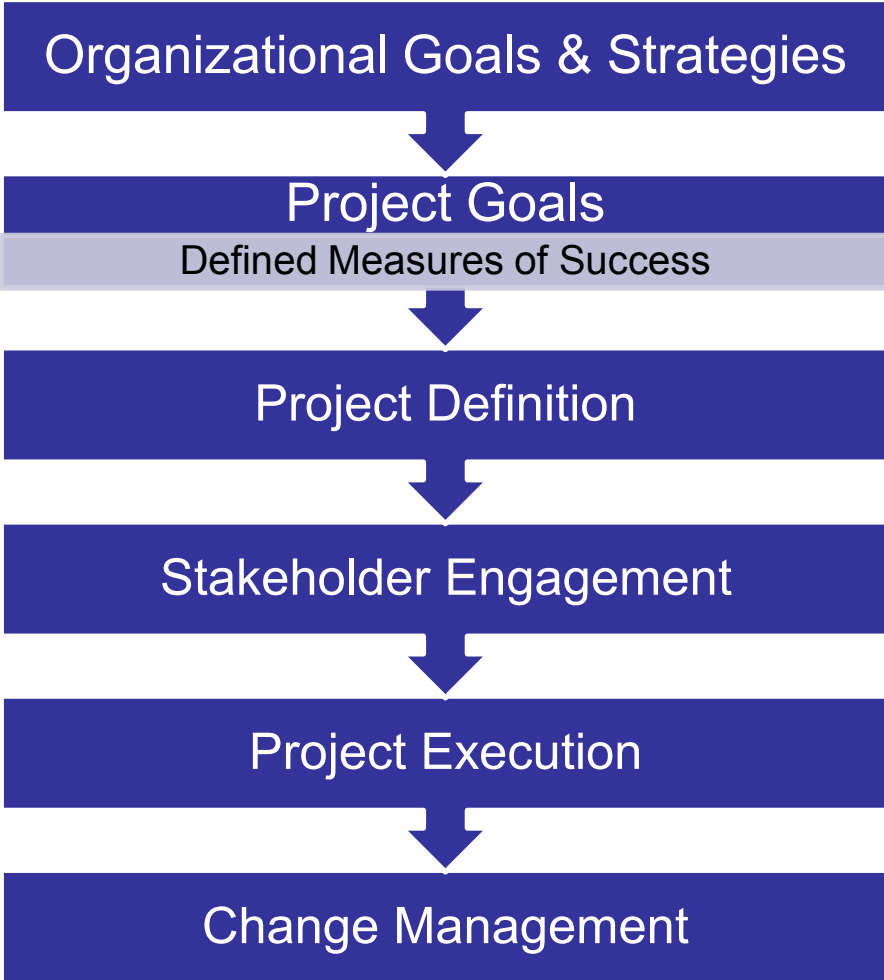 Organizational Goals & Strategies
Project Goals
Defined Measures of Success
Project Definition
Stakeholder Engagement
Project Execution
Change Management